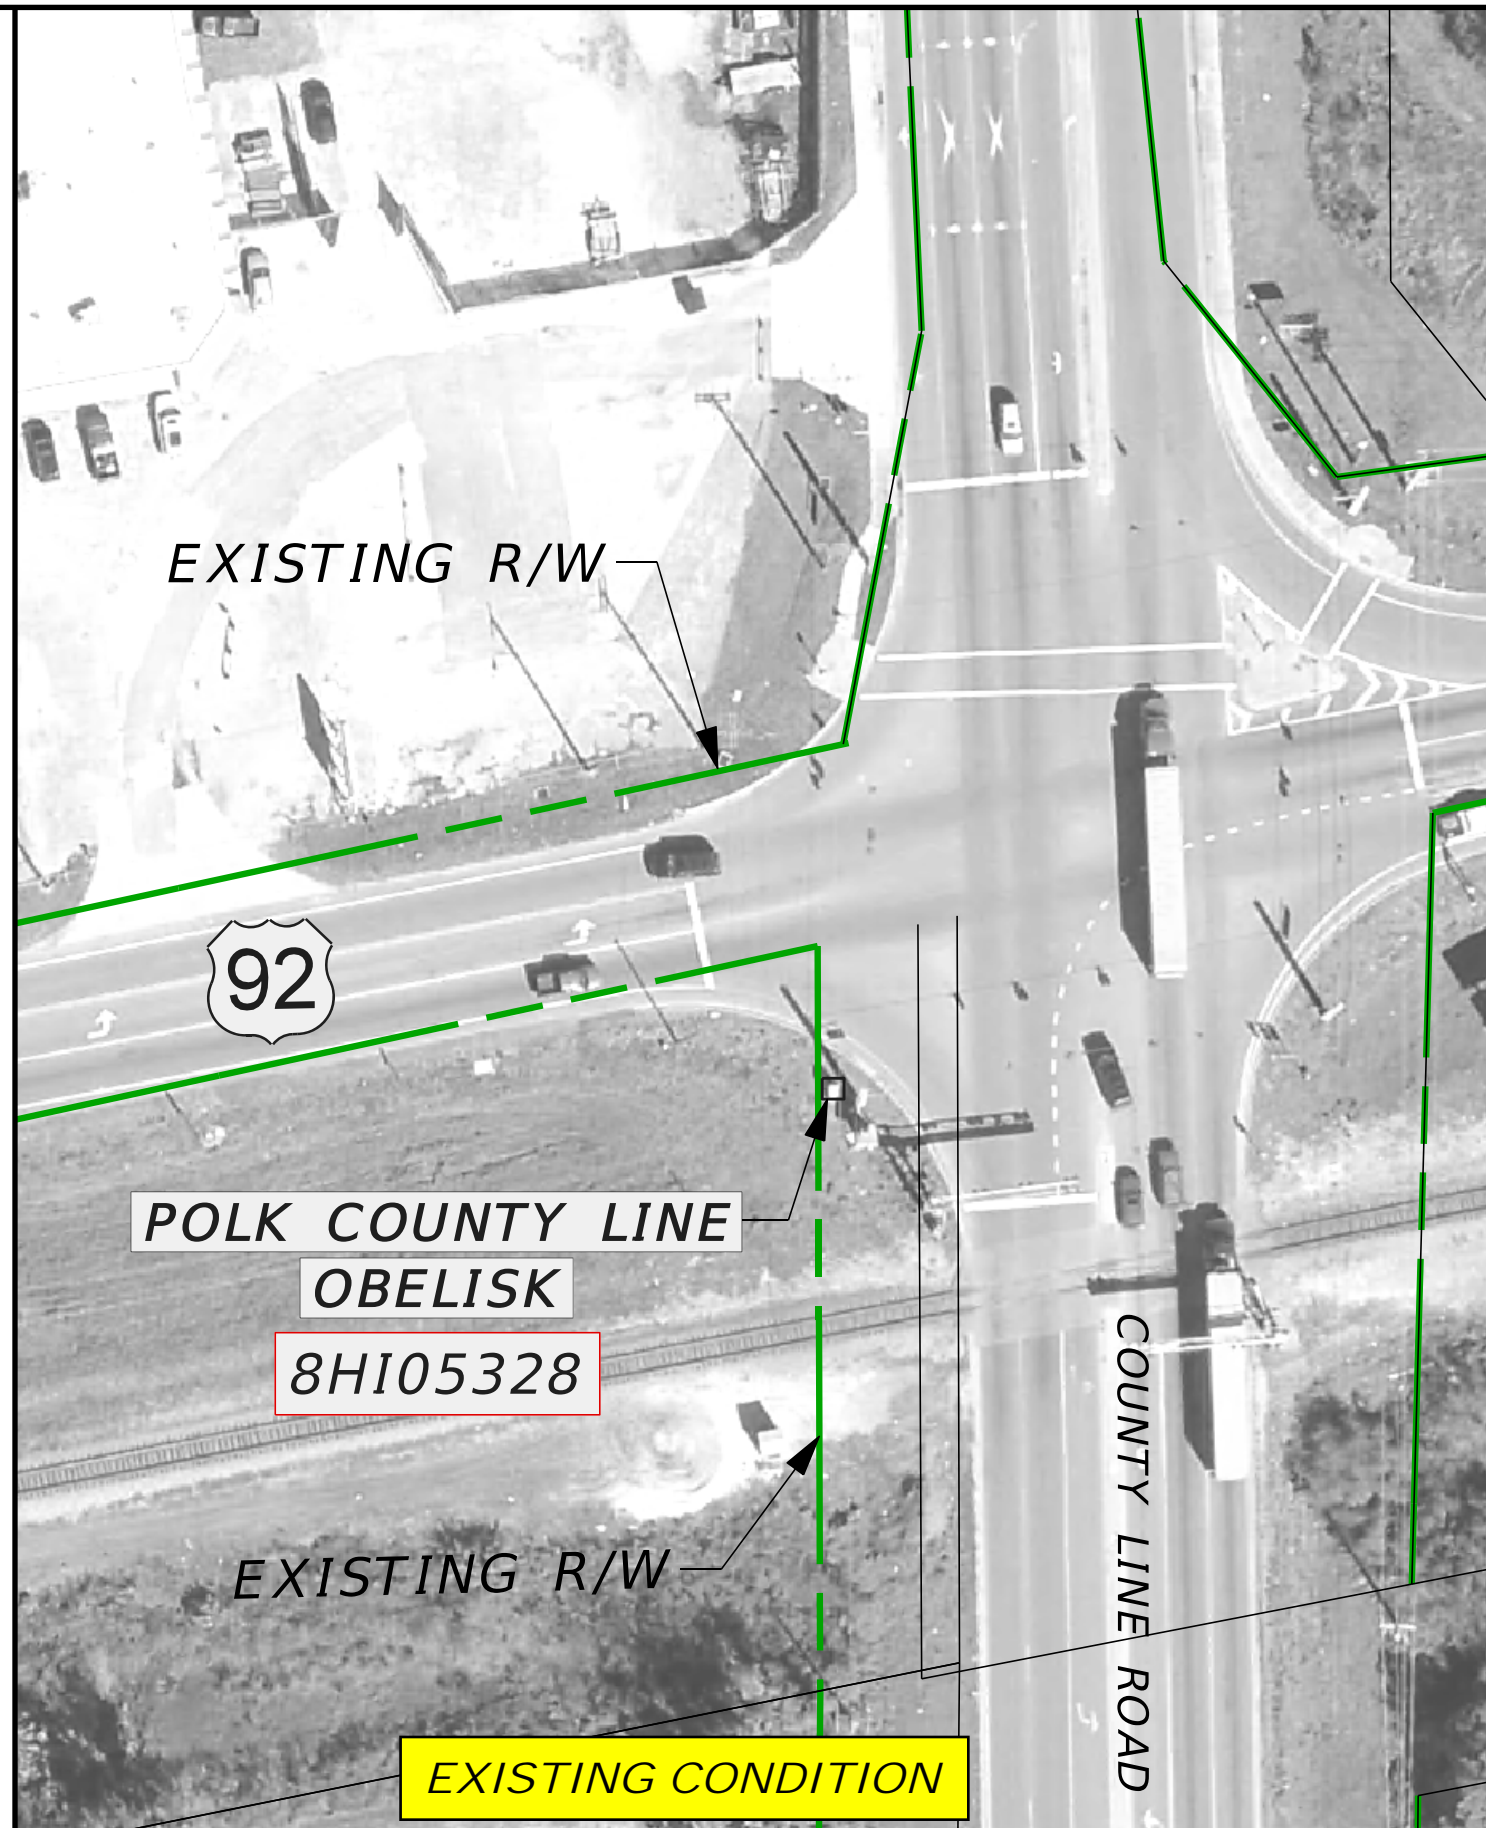 EXISTING R/W
92
POLK COUNTY LINE
OBELISK
8HI05328
COUNTY LINE ROAD
EXISTING R/W
EXISTING CONDITION